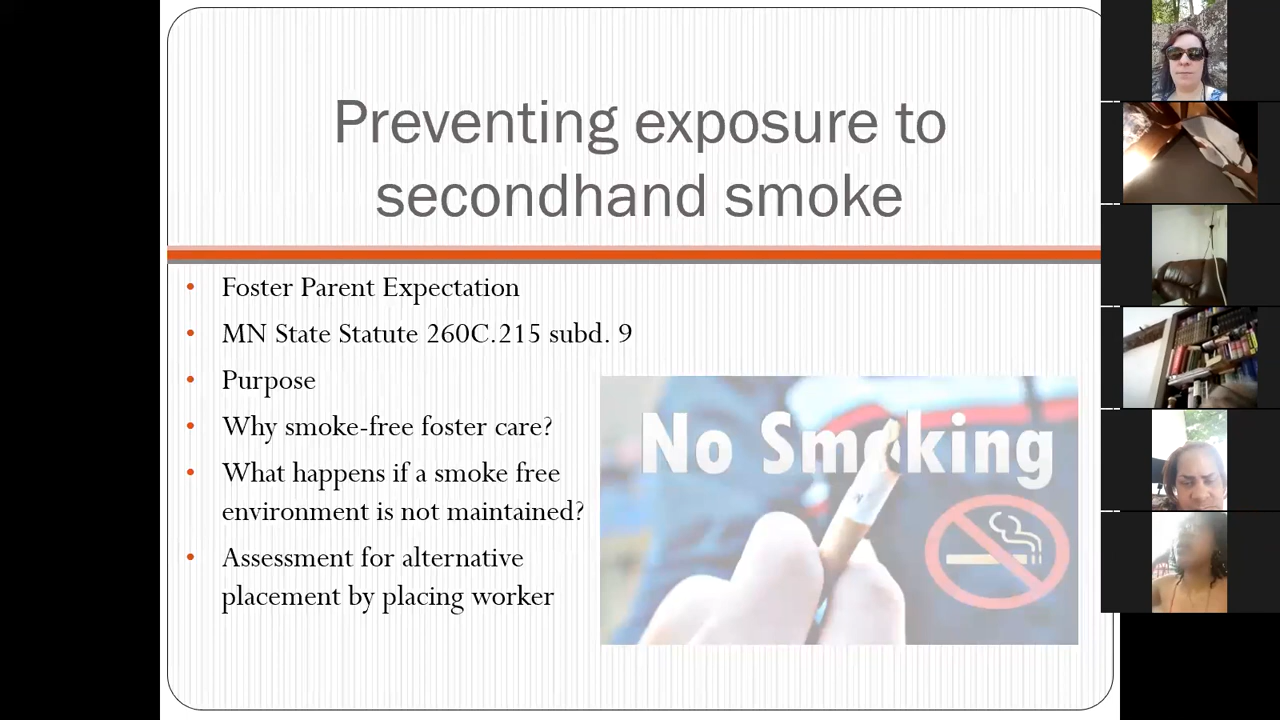 Preventing exposure to
secondhand smoke
• Foster Parent Expectation
• MN State Statute 260C.215 subd. 9
• Purpose
• Why smoke-free foster care?
• What happens if a smoke free
environment is not maintained?
• Assessment for alternative
placement by placing worker
No Smoking